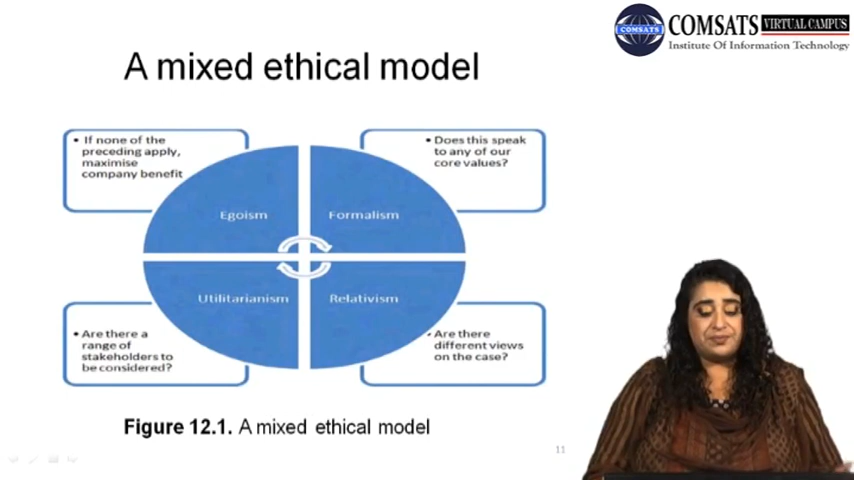 COMSATS
COMSATS VIRTUAL CAMPUS
Institute Of Information Technology
A mixed ethical model
• If none of the
preceding apply,
maximise
company benefit
• Does this speak
to any of our
core values?
Egoism
Formalism
Utilitarianism
Relativism
• Are there a
range of
stakeholders to
be considered?
• Are there
different views
on the case?
Figure 12.1. A mixed ethical model
11